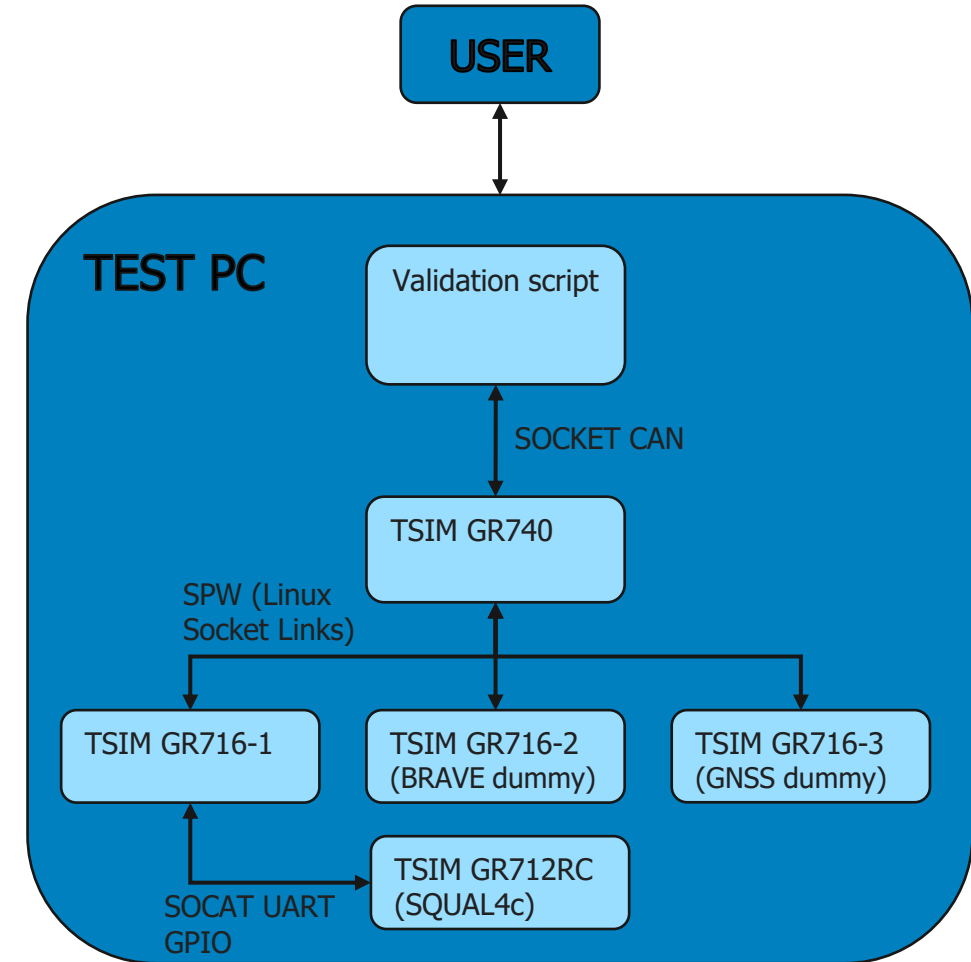 USER
TEST PC
Validation script
SOCKET CAN
TSIM GR740
SPW (Linux
Socket Links)
TSIM GR716-1
TSIM GR716-2
(BRAVE dummy)
TSIM GR716-3
(GNSS dummy)
TSIM GR712RC
(SQUAL4c)
SOCAT UART
GPIO